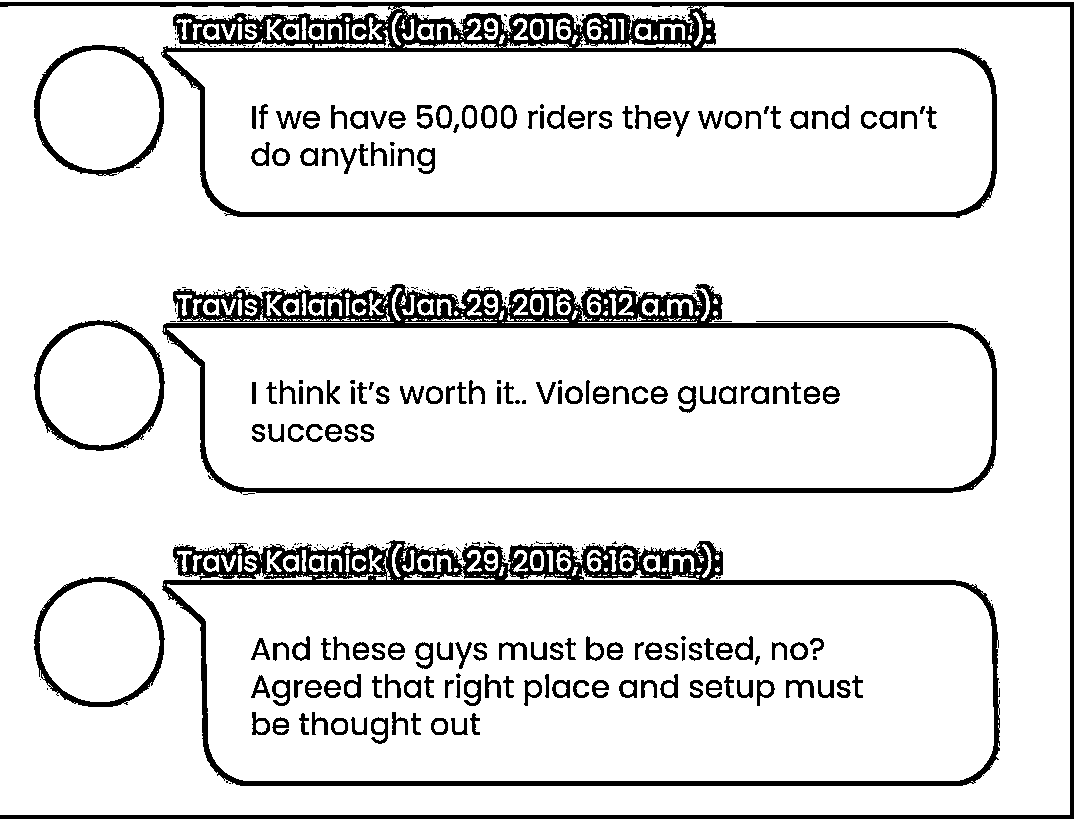 Travis Kalanick (Jan. 29, 2016, 6:11 a.m.):
If we have 50,000 riders they won't and can't
do anything
Travis Kalanick (Jan. 29, 2016, 6:12 a.m.):
I think it's worth it.. Violence guarantee
success
Travis Kalanick (Jan. 29, 2016, 6:16 a.m.):
And these guys must be resisted, no?
Agreed that right place and setup must
be thought out